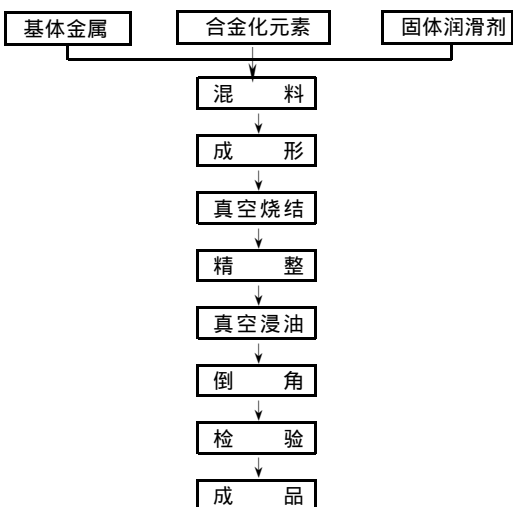 基体金属 合金化元素 固体润滑剂
混 料
成 形
真空烧结
精 整
真空浸油
倒 角
检 验
成 品